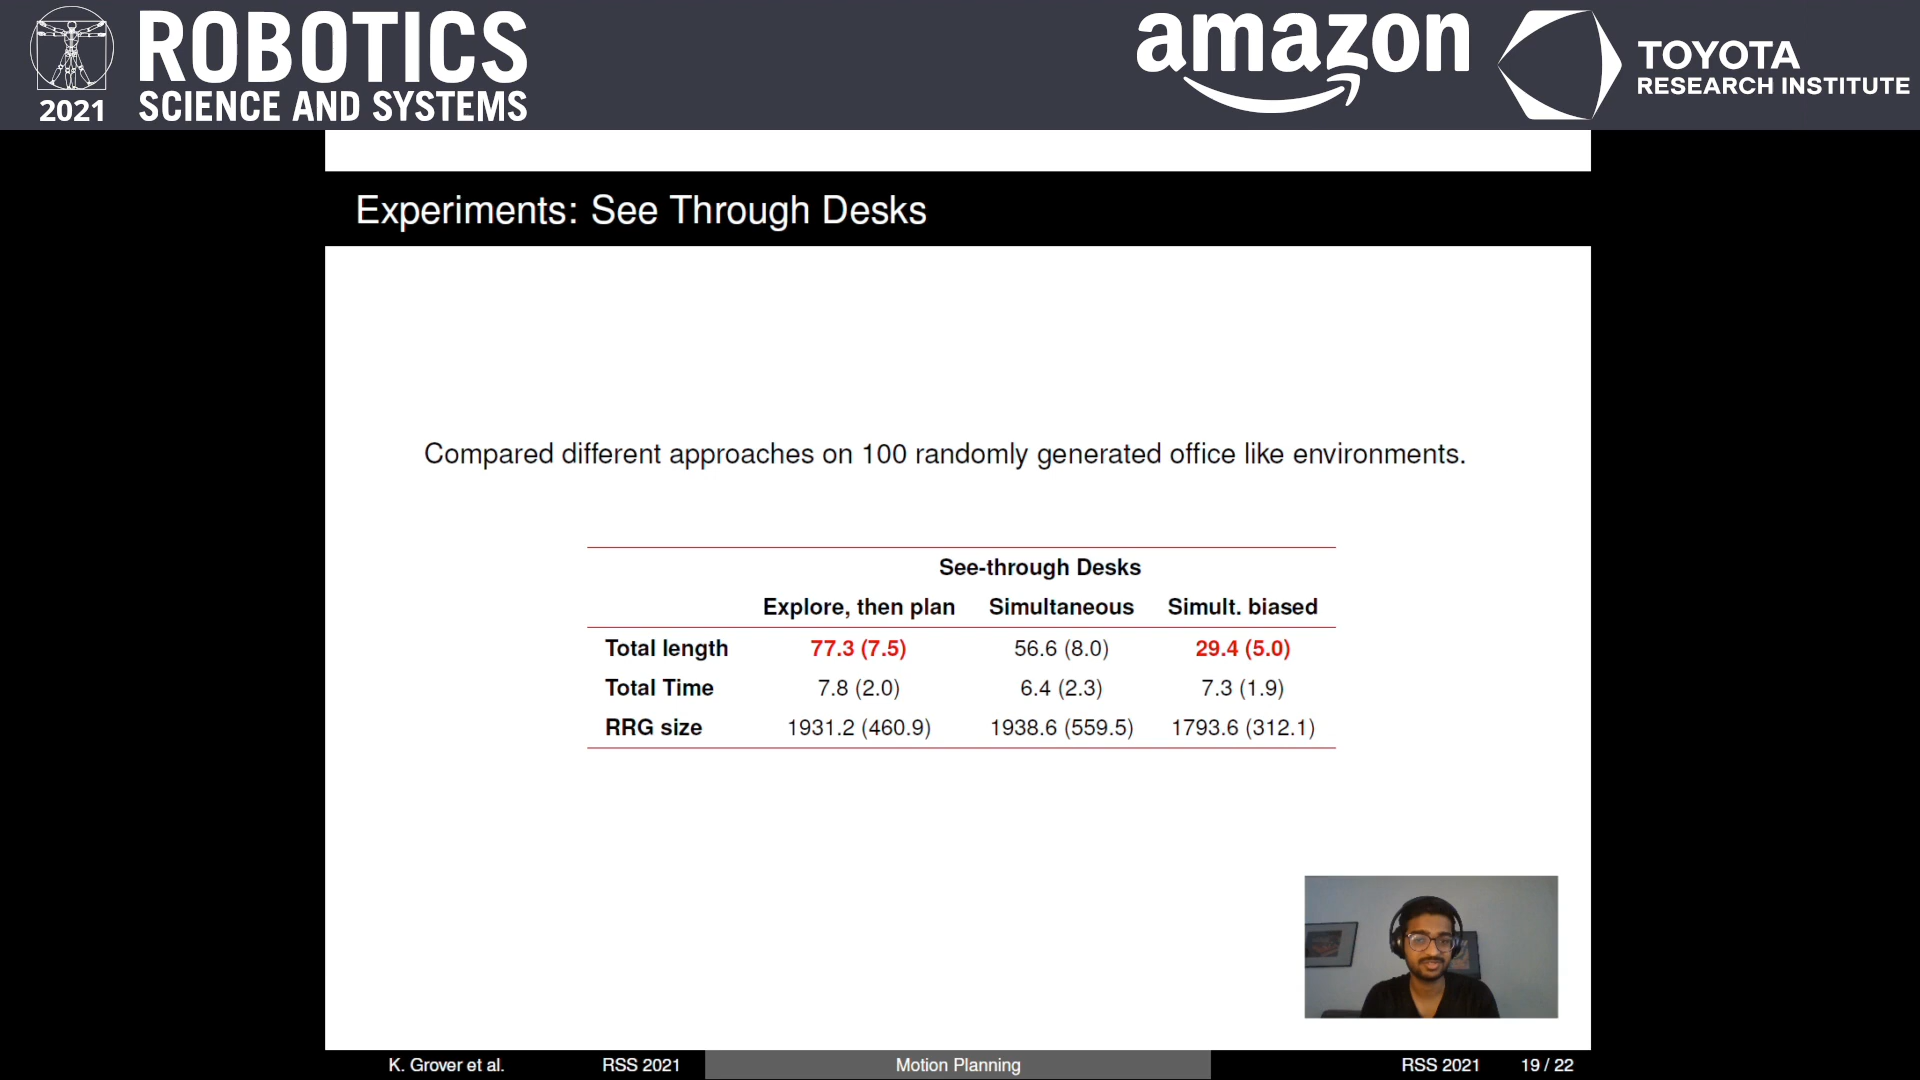 ROBOTICS
2021 SCIENCE AND SYSTEMS
amazon
TOYOTA
RESEARCH INSTITUTE
Experiments: See Through Desks
Compared different approaches on 100 randomly generated office like environments.
See-through Desks
Explore, then plan Simultaneous Simult. biased
Total length 77.3 (7.5) 56.6 (8.0) 29.4 (5.0)
Total Time 7.8 (2.0) 6.4 (2.3) 7.3 (1.9)
RRG size 1931.2 (460.9) 1938.6 (559.5) 1793.6 (312.1)
K. Grover et al. RSS 2021 Motion Planning RSS 2021 19 / 22